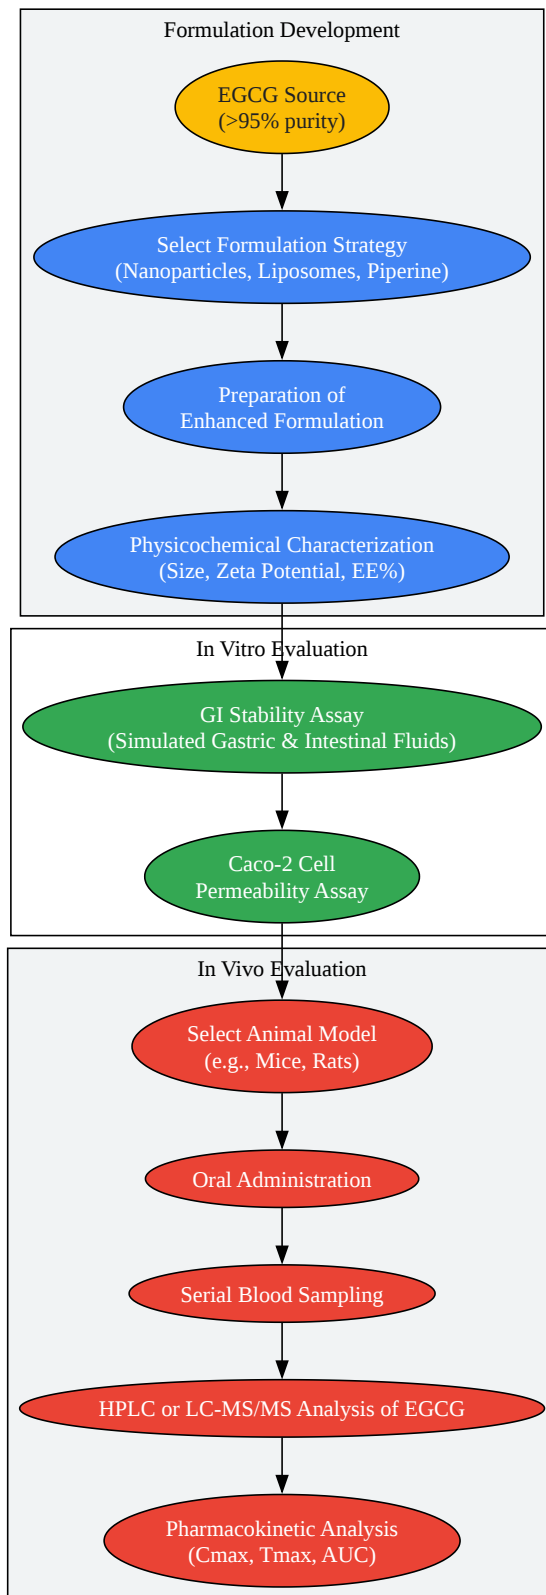 Formulation Development
EGCG Source
(>95% purity)
Select Formulation Strategy
(Nanoparticles, Liposomes, Piperine)
Preparation of
Enhanced Formulation
Physicochemical Characterization
(Size, Zeta Potential, EE%)
In Vitro Evaluation
GI Stability Assay
(Simulated Gastric & Intestinal Fluids)
Caco-2 Cell
Permeability Assay
In Vivo Evaluation
Select Animal Model
(e.g., Mice, Rats)
Oral Administration
Serial Blood Sampling
HPLC or LC-MS/MS Analysis of EGCG
Pharmacokinetic Analysis
(Cmax, Tmax, AUC)